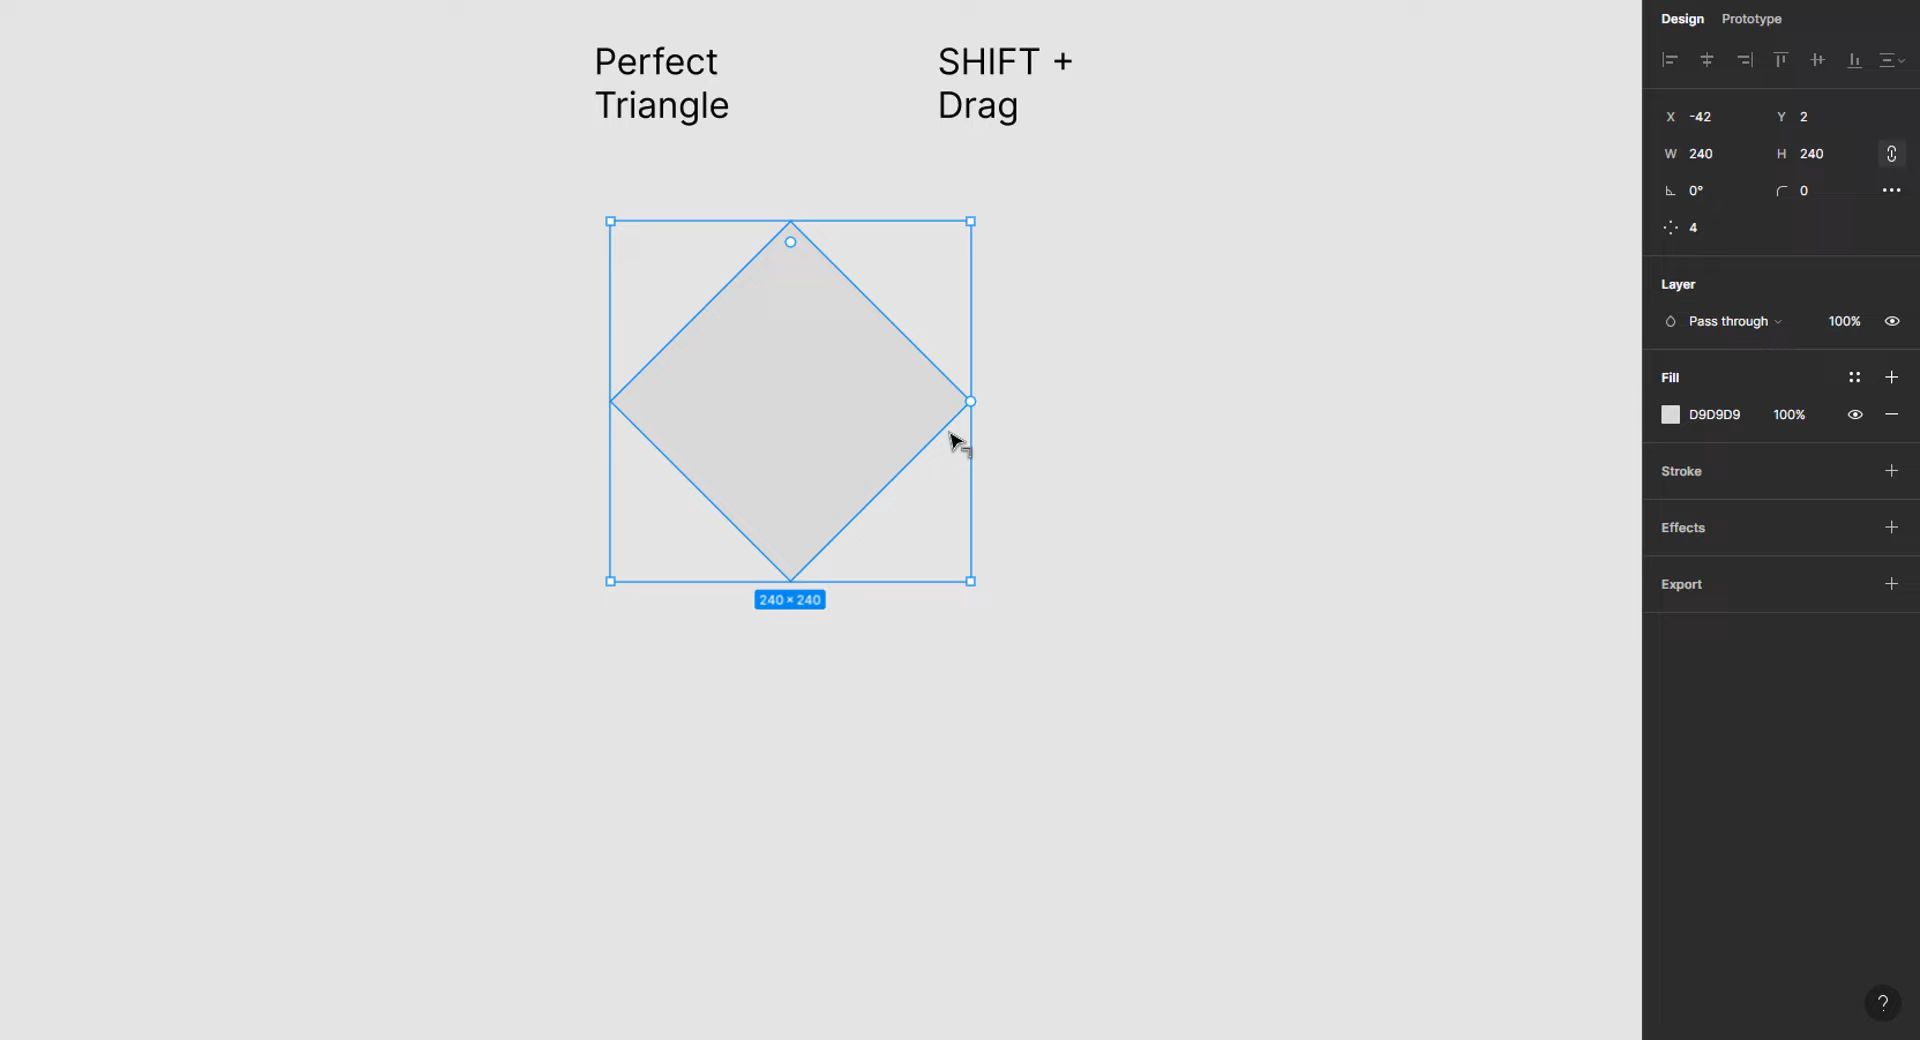 Perfect
Triangle
SHIFT +
Drag
240 × 240
Design Prototype
X -42 Y 2
W 240 H 240
0° 0
4
Layer
Pass through 100%
Fill
D9D9D9 100%
Stroke
Effects
Export
?